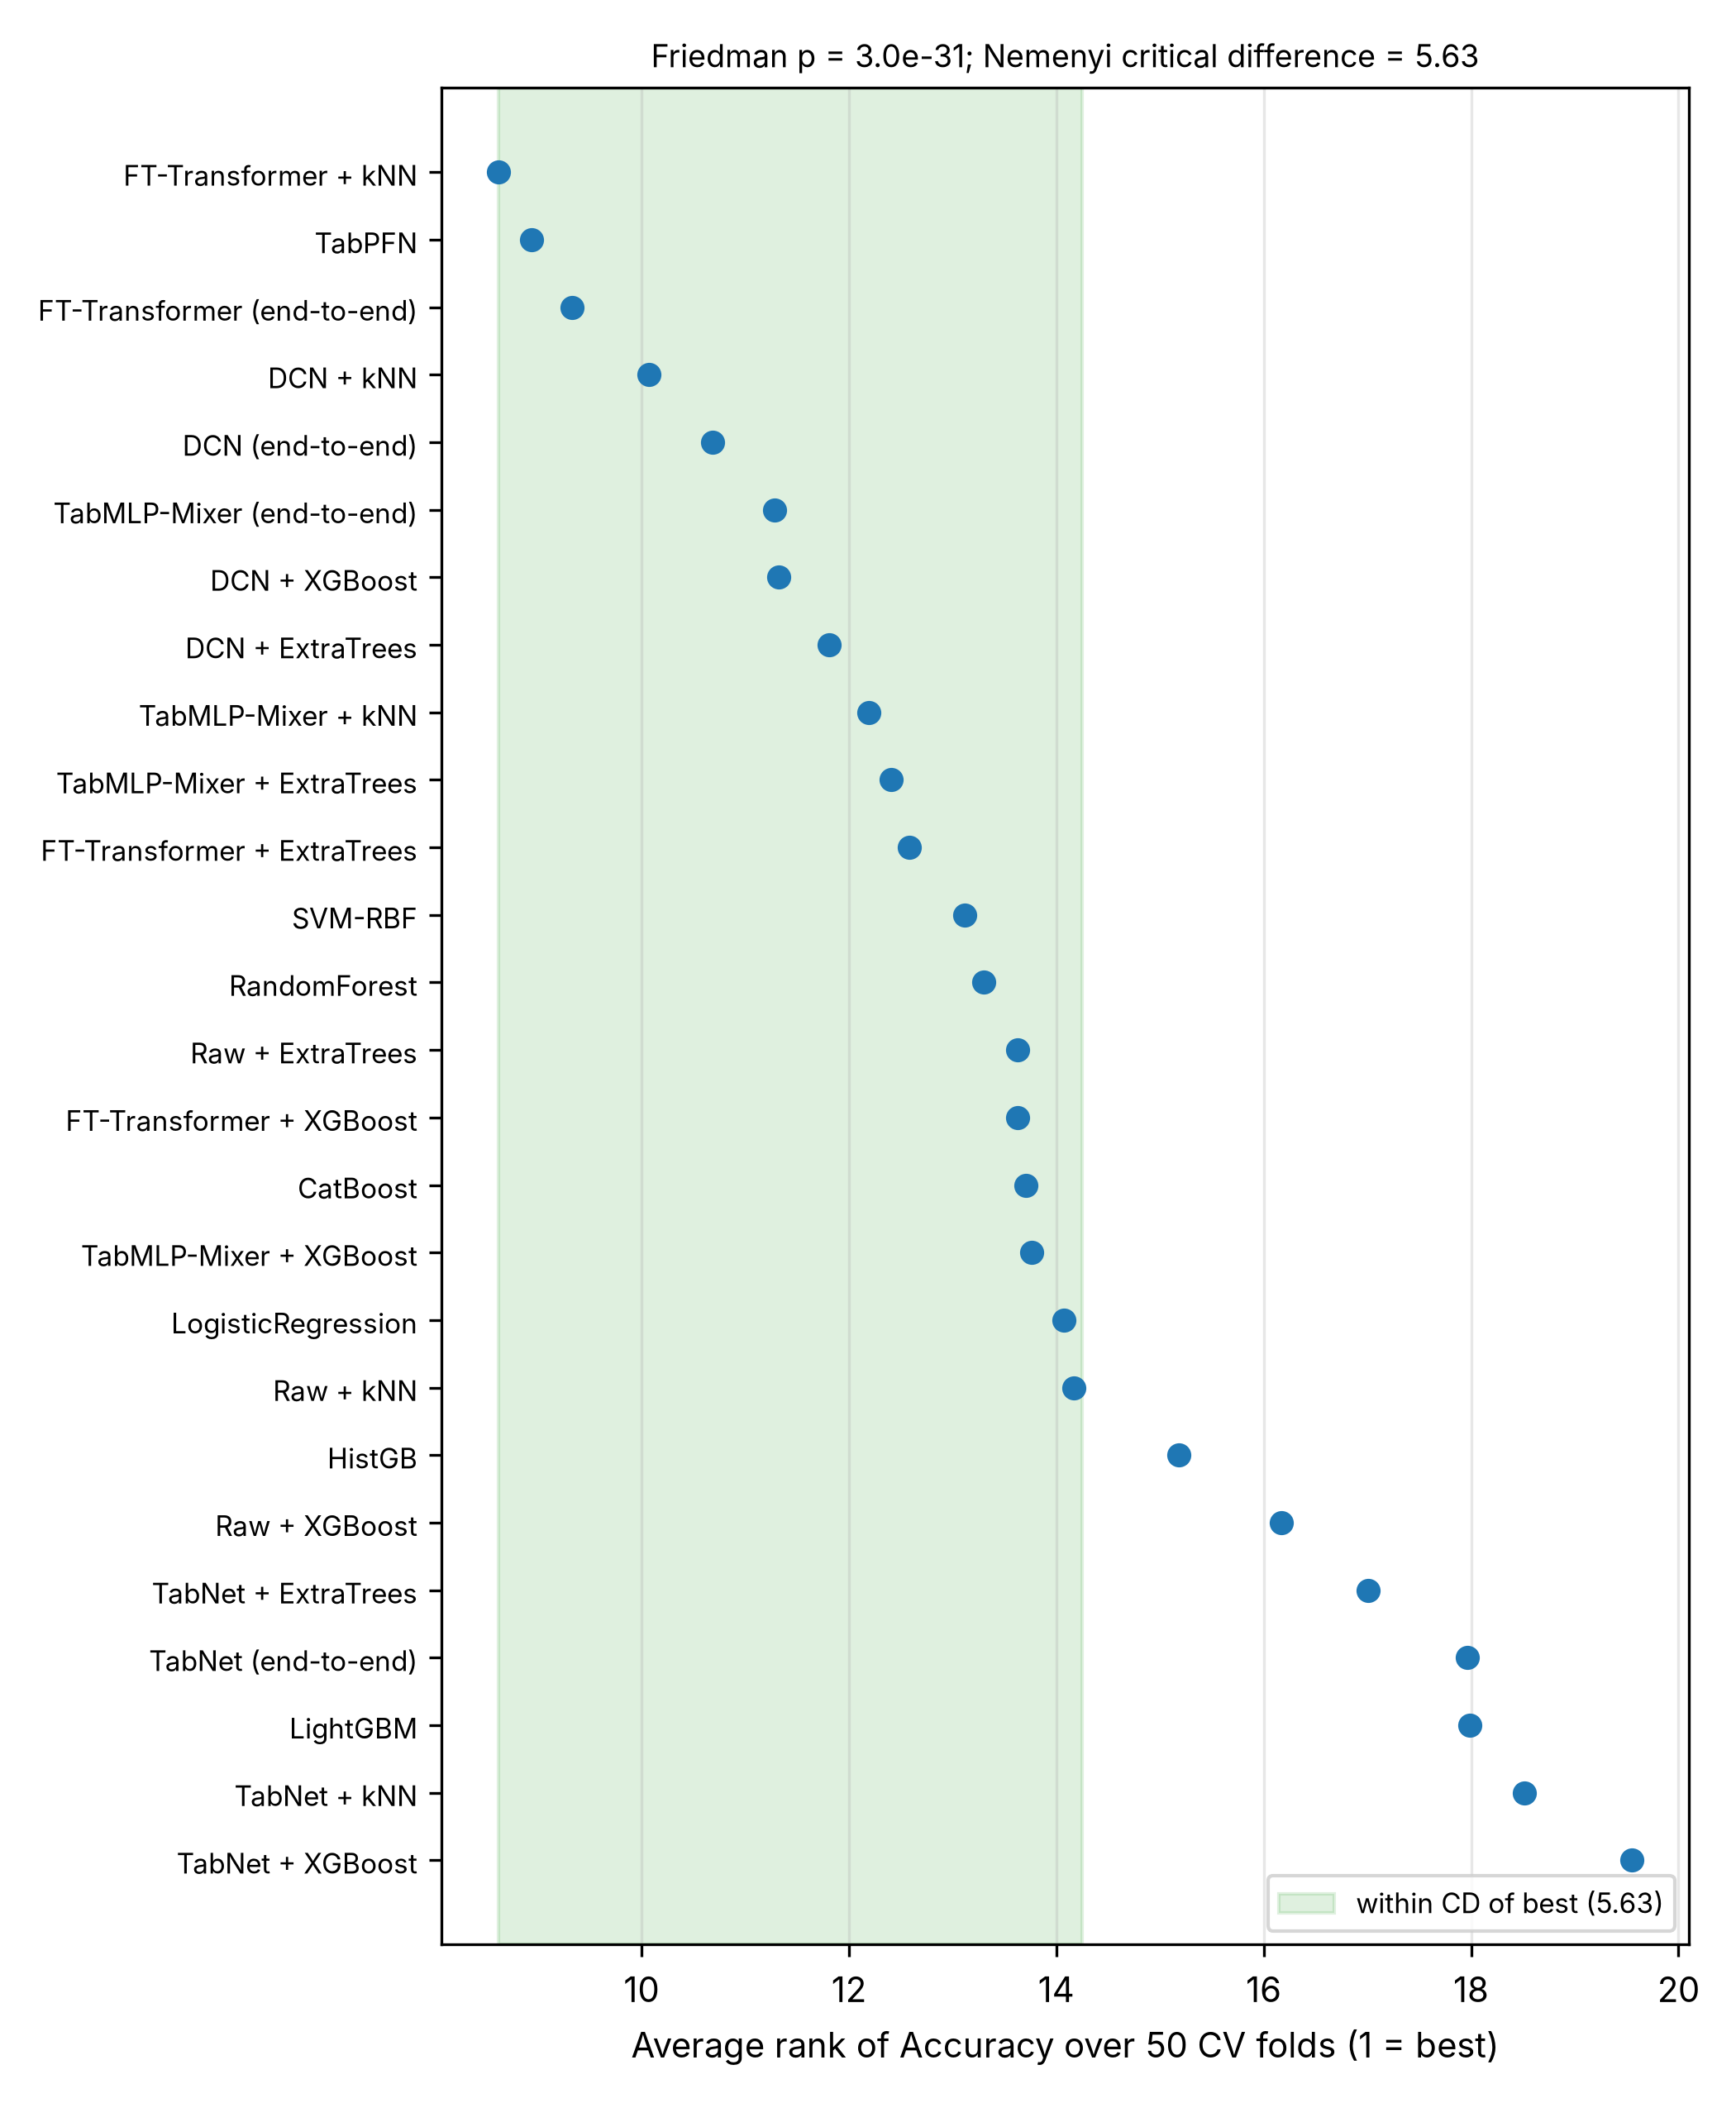 Friedman p = 3.0e-31; Nemenyi critical difference = 5.63
FT-Transformer + kNN
TabPFN
FT-Transformer (end-to-end)
DCN + kNN
DCN (end-to-end)
TabMLP-Mixer (end-to-end)
DCN + XGBoost
DCN + ExtraTrees
TabMLP-Mixer + kNN
TabMLP-Mixer + ExtraTrees
FT-Transformer + ExtraTrees
SVM-RBF
RandomForest
Raw + ExtraTrees
FT-Transformer + XGBoost
CatBoost
TabMLP-Mixer + XGBoost
LogisticRegression
Raw + kNN
HistGB
Raw + XGBoost
TabNet + ExtraTrees
TabNet (end-to-end)
LightGBM
TabNet + kNN
TabNet + XGBoost
within CD of best (5.63)
10 12 14 16 18 20
Average rank of Accuracy over 50 CV folds (1 = best)